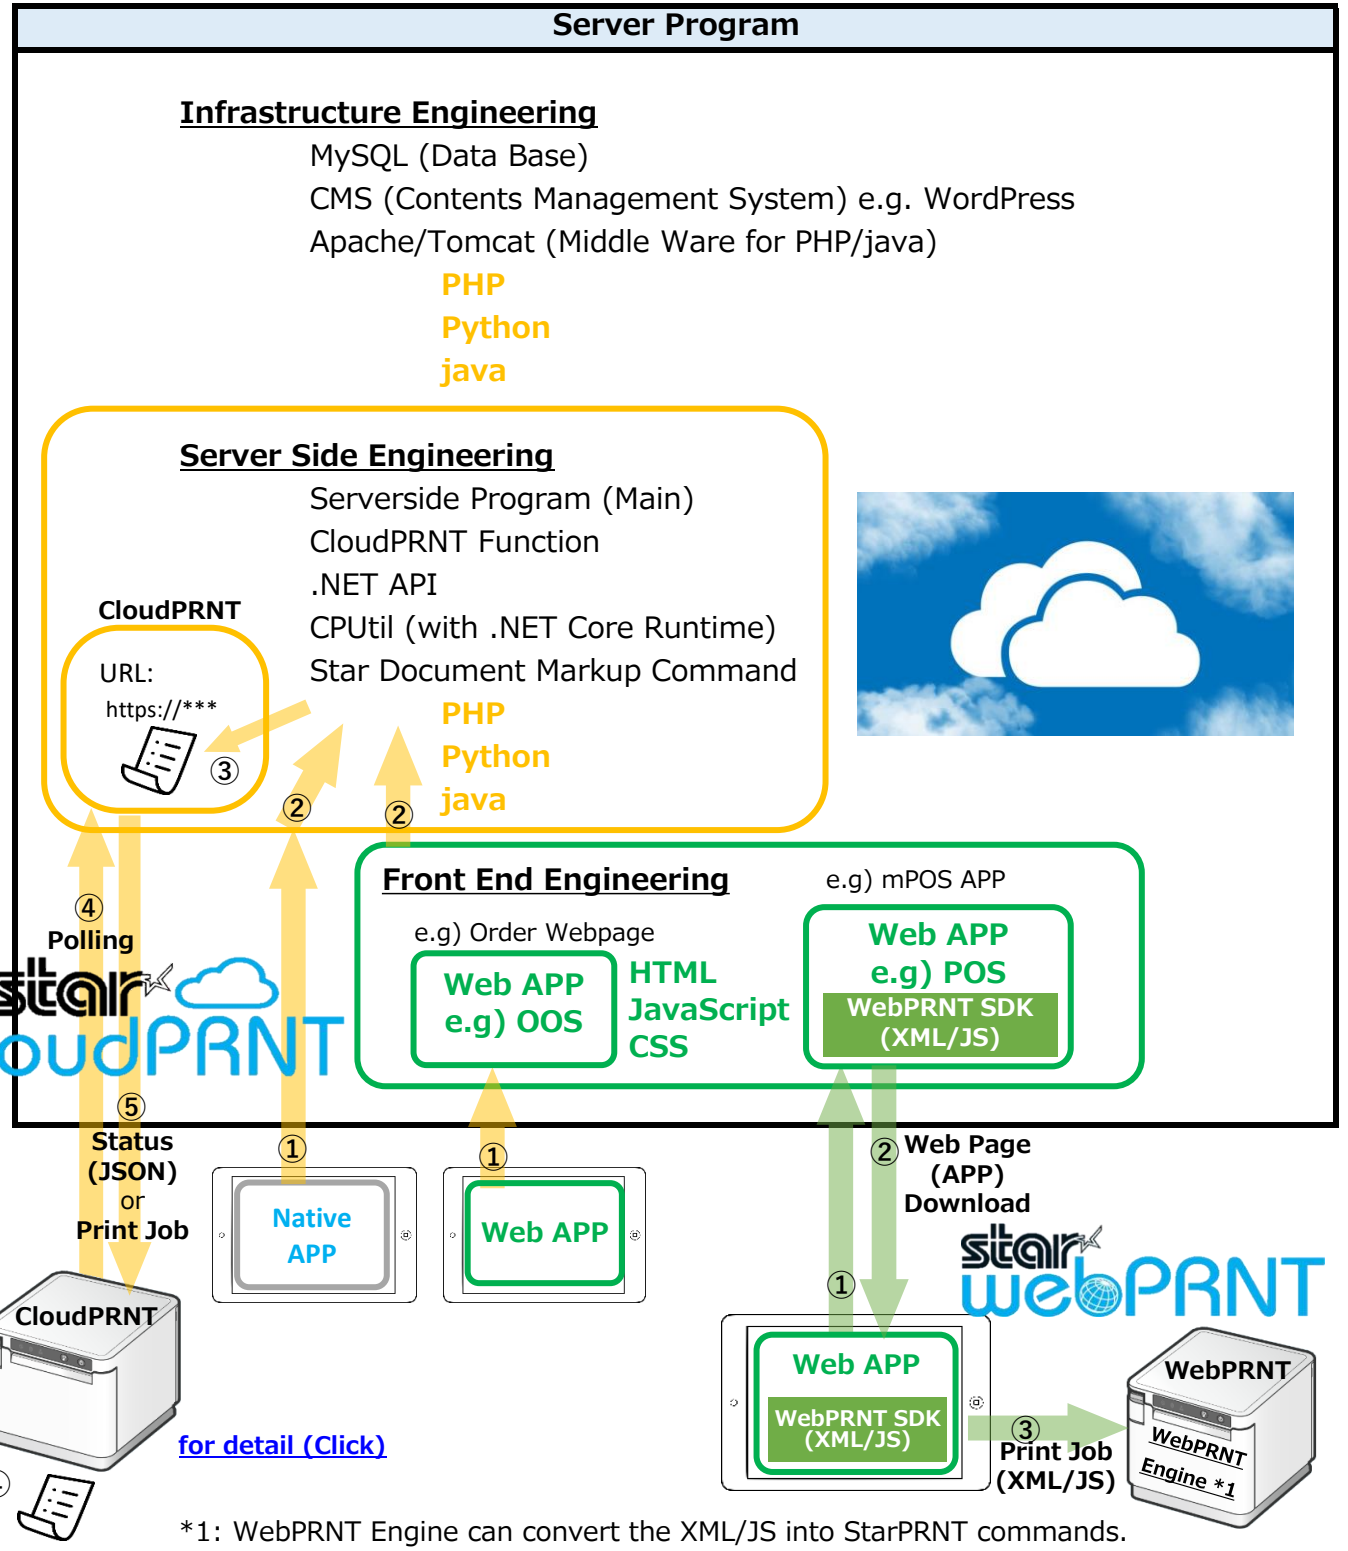 Server Program
Infrastructure Engineering
MySQL (Data Base)
CMS (Contents Management System) e.g. WordPress
Apache/Tomcat (Middle Ware for PHP/java)
PHP
Python
java
Server Side Engineering
Serverside Program (Main)
CloudPRNT Function
.NET API
CPUtil (with .NET Core Runtime)
Star Document Markup Command
PHP
Python
java
CloudPRNT
URL:
https://***
③
②
②
Front End Engineering
e.g) Order Webpage
Web APP
e.g) OOS
HTML
JavaScript
CSS
e.g) mPOS APP
Web APP
e.g) POS
WebPRNT SDK
(XML/JS)
④
Polling
star
oudPRNT
⑤
Status
(JSON)
or
Print Job
①
①
Native
APP
Web APP
①
②
Web Page
(APP)
Download
star
webPRNT
CloudPRNT
for detail (Click)
Web APP
WebPRNT SDK
(XML/JS)
③
Print Job
(XML/JS)
WebPRNT
WebPRNT
Engine *1
*1: WebPRNT Engine can convert the XML/JS into StarPRNT commands.